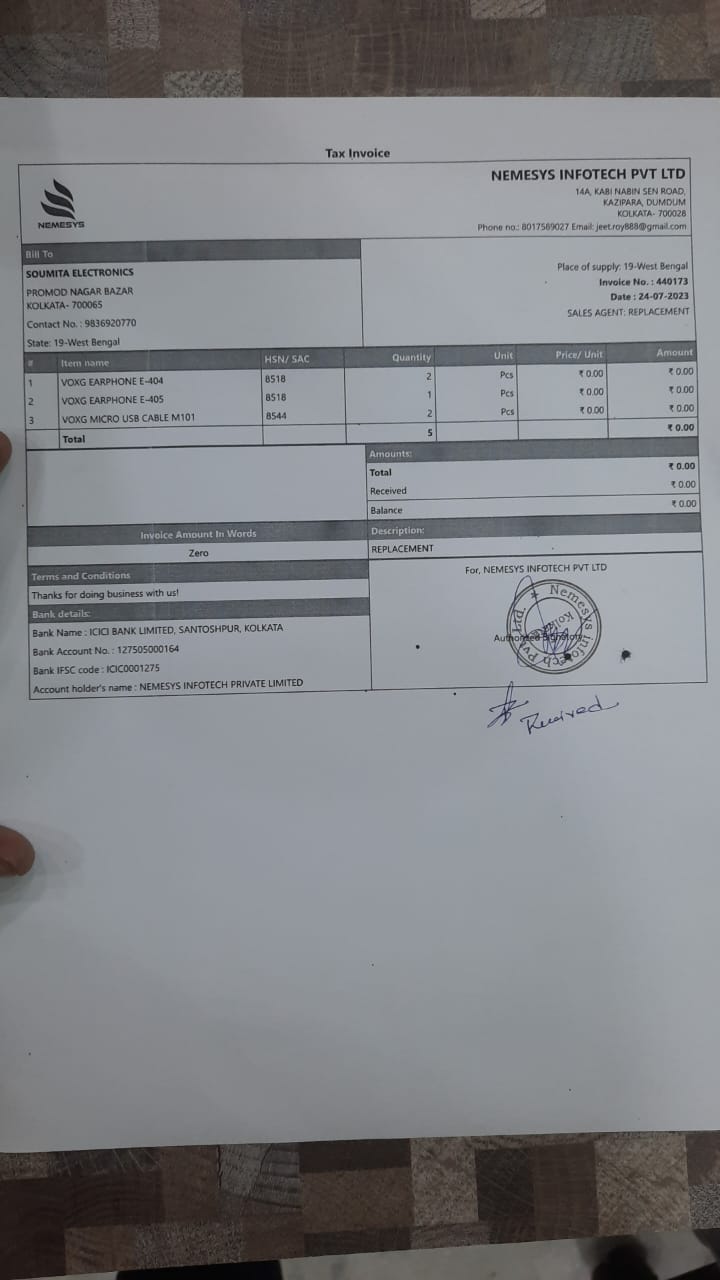 Tax Invoice
NEMESYS
NEMESYS INFOTECH PVT LTD
14A, KABI NABIN SEN ROAD,
KAZIPARA, DUMDUM
KOLKATA- 700028
Phone no.: 8017569027 Email: jeet.roy888@gmail.com
Bill To
SOUMITA ELECTRONICS
PROMOD NAGAR BAZAR
KOLKATA- 700065
Contact No. : 9836920770
State: 19-West Bengal
Place of supply: 19-West Bengal
Invoice No. : 440173
Date : 24-07-2023
SALES AGENT: REPLACEMENT
# Item name HSN/ SAC Quantity Unit Price/ Unit Amount
1 VOXG EARPHONE E-404 8518 2 Pcs ₹ 0.00 ₹ 0.00
2 VOXG EARPHONE E-405 8518 1 Pcs ₹ 0.00 ₹ 0.00
3 VOXG MICRO USB CABLE M101 8544 2 Pcs ₹ 0.00 ₹ 0.00
Total 5 ₹ 0.00
Amounts:
Total ₹ 0.00
Received ₹ 0.00
Balance ₹ 0.00
Invoice Amount In Words
Zero
Description:
REPLACEMENT
Terms and Conditions
Thanks for doing business with us!
Bank details:
Bank Name : ICICI BANK LIMITED, SANTOSHPUR, KOLKATA
Bank Account No. : 127505000164
Bank IFSC code : ICIC0001275
Account holder's name : NEMESYS INFOTECH PRIVATE LIMITED
For, NEMESYS INFOTECH PVT LTD
Nemesys Infotech Pvt. Ltd.
Kolkata
Authorized Signatory
Received